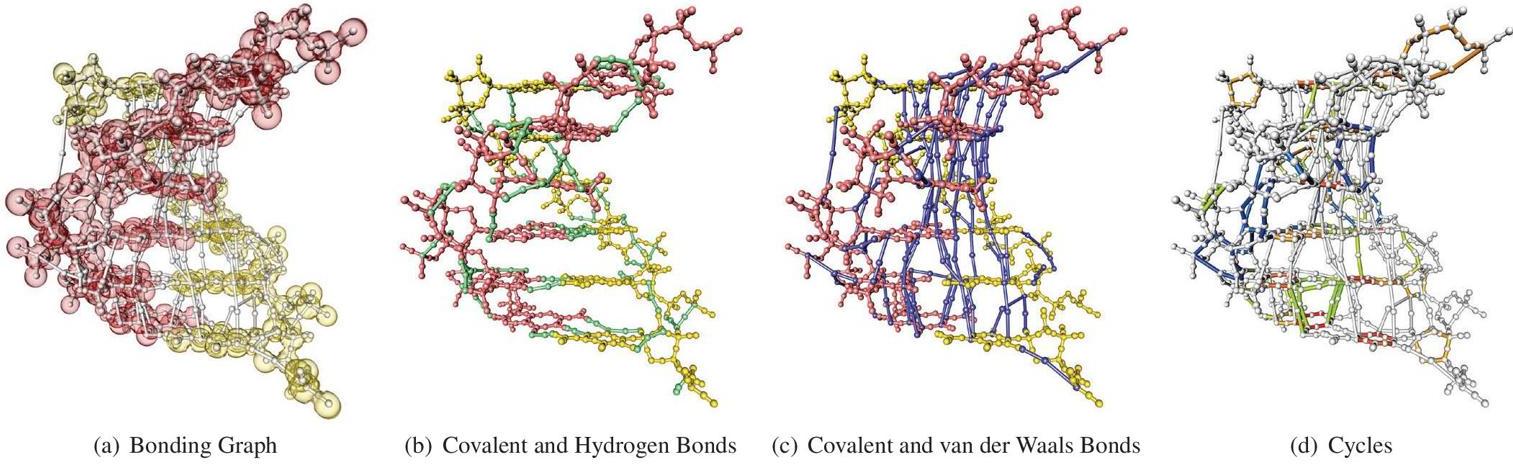 (a) Bonding Graph
(b) Covalent and Hydrogen Bonds
(c) Covalent and van der Waals Bonds
(d) Cycles